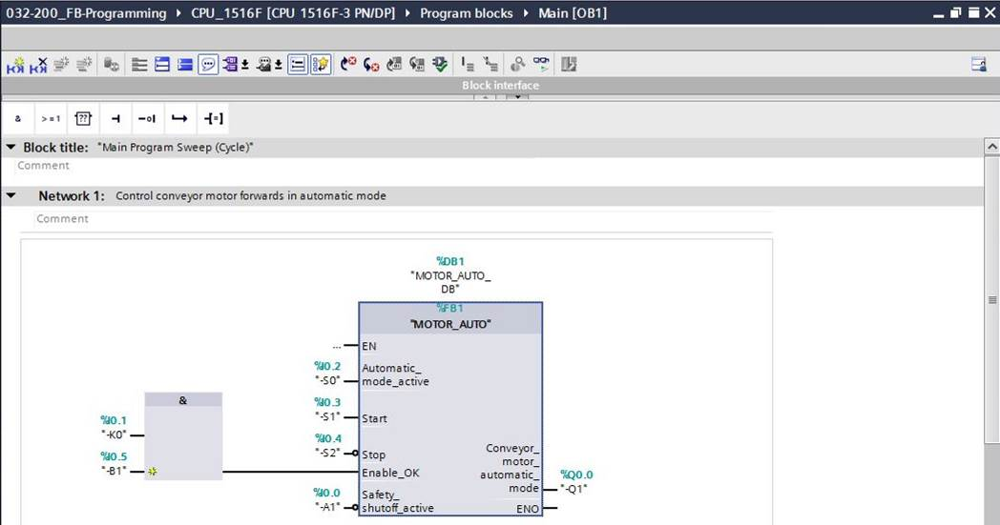 032-200_FB-Programming ▸ CPU_1516F [CPU 1516F-3 PN/DP] ▸ Program blocks ▸ Main [OB1]
Block interface
& >=1 ??
Block title: "Main Program Sweep (Cycle)"
Comment
Network 1: Control conveyor motor forwards in automatic mode
Comment
%DB1
"MOTOR_AUTO_
DB"
%FB1
"MOTOR_AUTO"
... EN
%I0.2
"-S0"
Automatic_
mode_active
%I0.3
"-S1" Start
%I0.4
"-S2" Stop
&
%I0.1
"-K0"
%I0.5
"-B1"
Enable_OK
%I0.0
"-A1"
Safety_
shutoff_active
Conveyor_
motor_
automatic_
mode
%Q0.0
"-Q1"
ENO